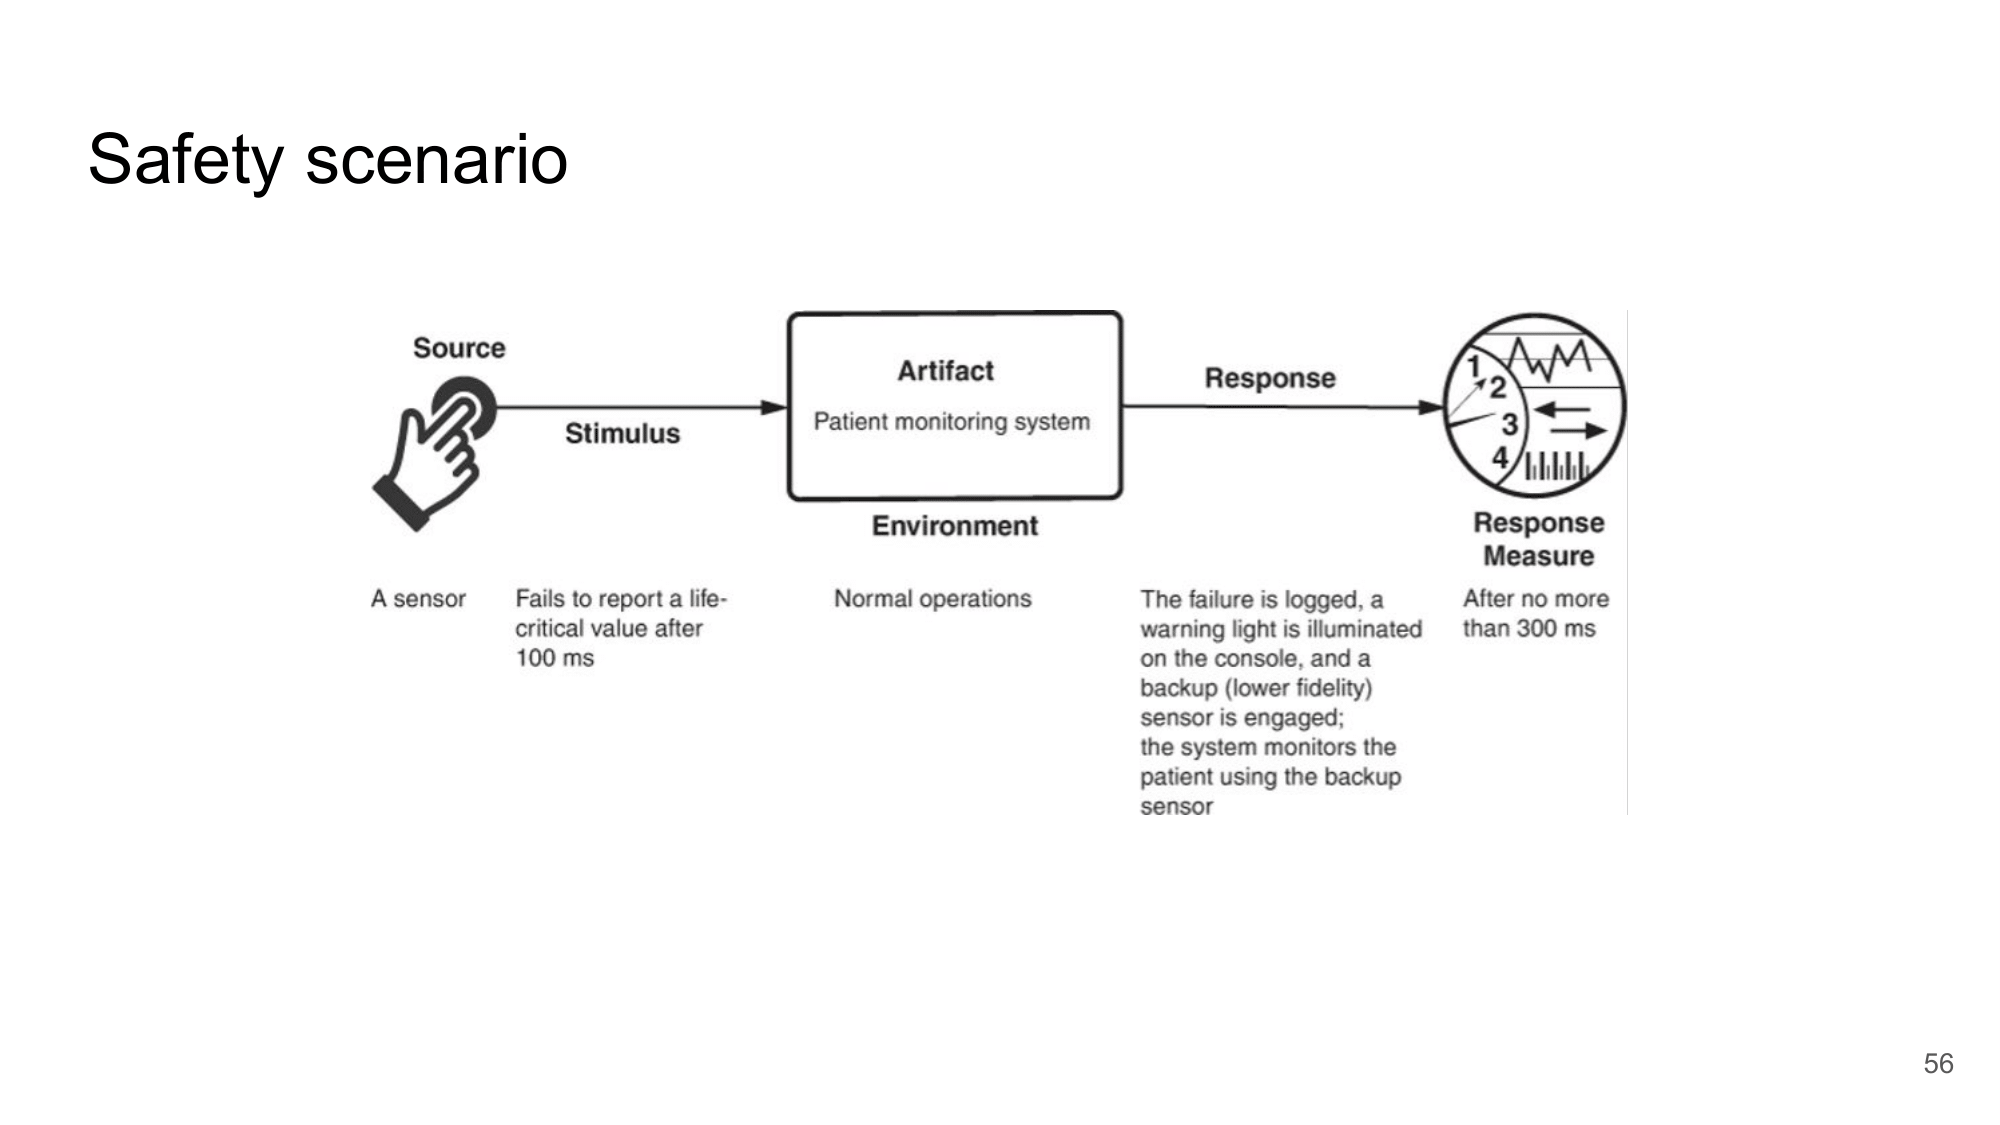 Safety scenario
Source
Stimulus
Artifact
Patient monitoring system
Environment
Response
1
2
3
4
Response
Measure
A sensor
Fails to report a life-
critical value after
100 ms
Normal operations
The failure is logged, a
warning light is illuminated
on the console, and a
backup (lower fidelity)
sensor is engaged;
the system monitors the
patient using the backup
sensor
After no more
than 300 ms
56